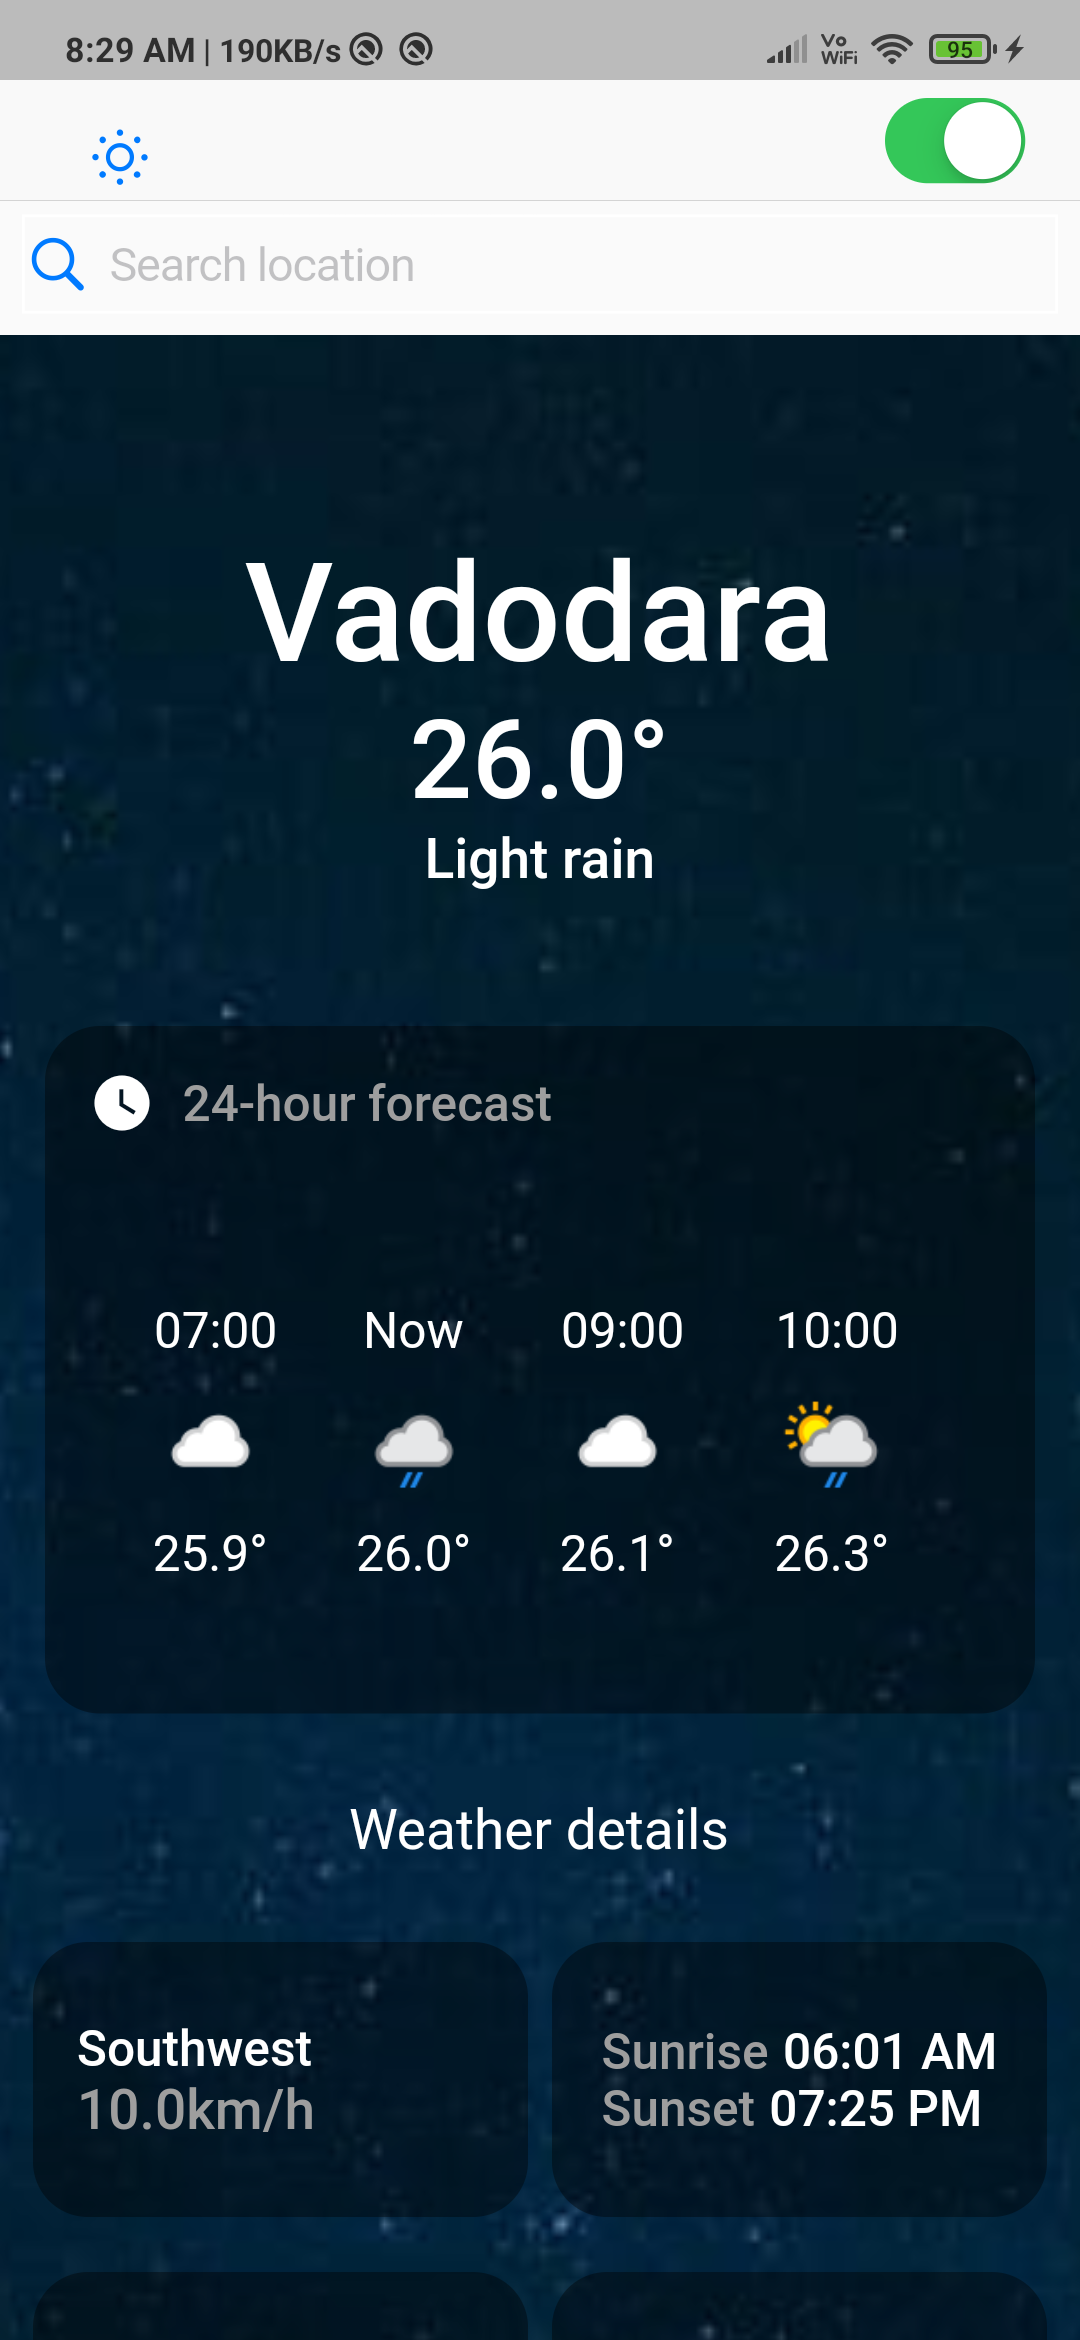 8:29 AM | 190KB/s Vo WiFi 95
Search location
Vadodara
26.0°
Light rain
24-hour forecast
07:00 Now 09:00 10:00
25.9° 26.0° 26.1° 26.3°
Weather details
Southwest
10.0km/h
Sunrise 06:01 AM
Sunset 07:25 PM